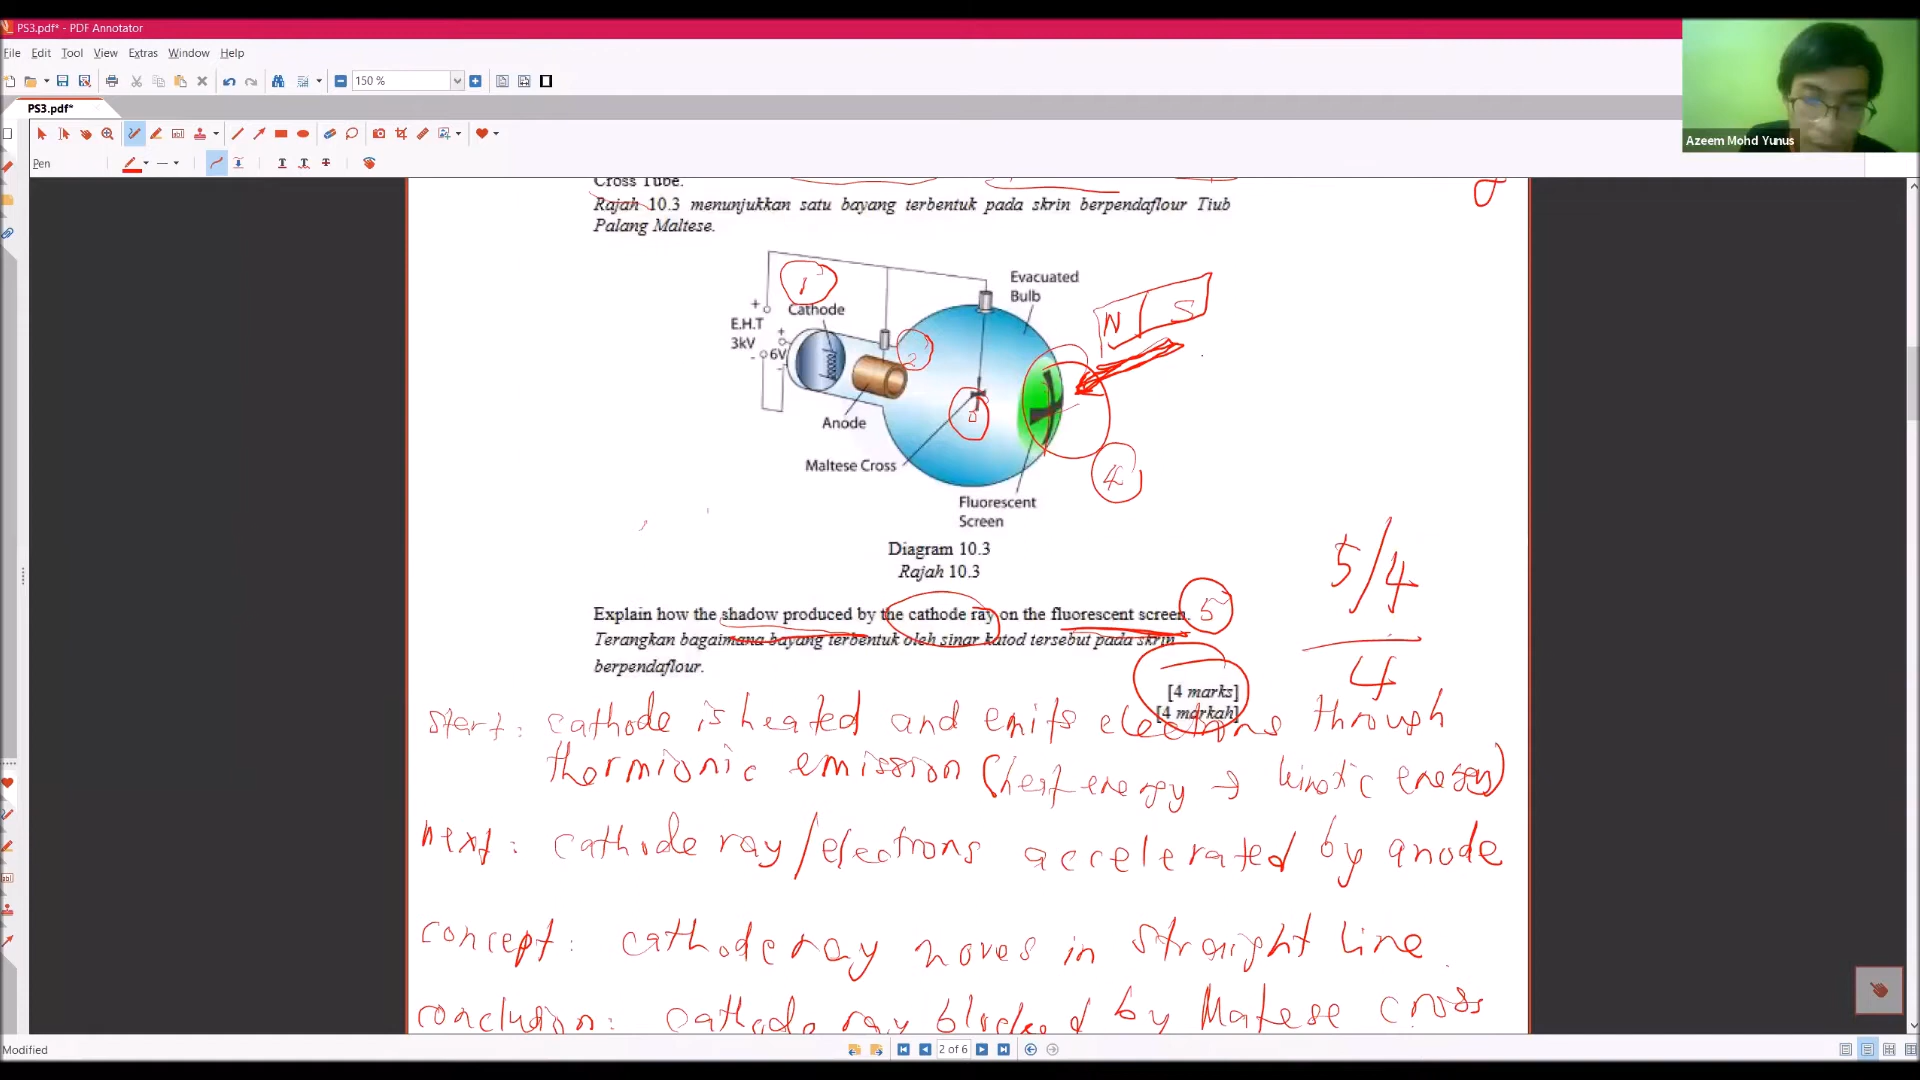 PS3.pdf* - PDF Annotator
File Edit Tool View Extras Window Help
150 %
PS3.pdf*
Pen
Azeem Mohd Yunus
Cross Tube.
Rajah 10.3 menunjukkan satu bayang terbentuk pada skrin berpendaflour Tiub
Palang Maltese.
1
Evacuated
Bulb
N S
+
Cathode
E.H.T
3kV
+
-
6V
-
2
Anode
Maltese Cross
4
Fluorescent
Screen
Diagram 10.3
Rajah 10.3
5/4
4
Explain how the shadow produced by the cathode ray on the fluorescent screen.
5
Terangkan bagaimana bayang terbentuk oleh sinar katod tersebut pada skrin
berpendaflour.
[4 marks]
[4 markah]
start: cathode is heated and emits electrons through
thermionic emission (heat energy → kinetic energy)
next: cathode ray/electrons accelerated by anode
concept: cathode ray moves in straight line
conclusion: cathode ray blocked by Matese cross
Modified
2 of 6